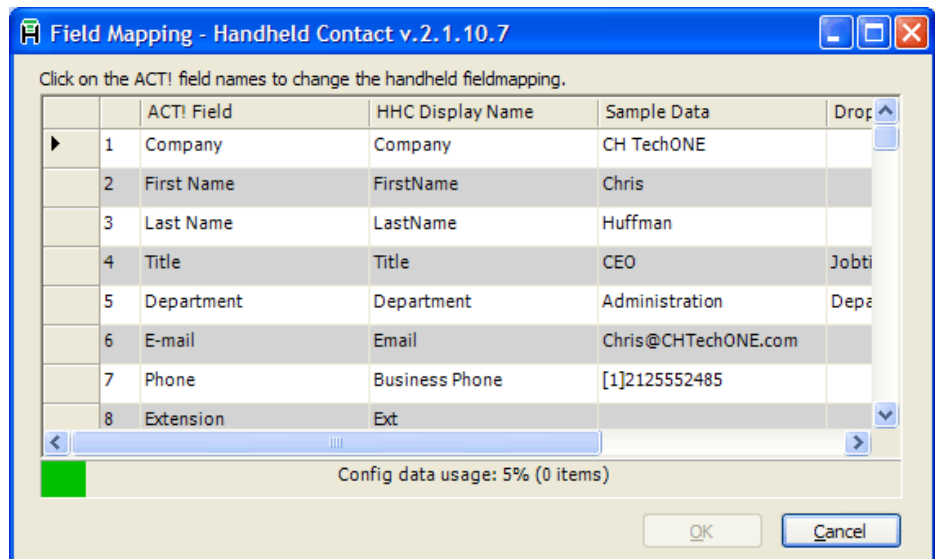 Field Mapping - Handheld Contact v.2.1.10.7
Click on the ACT! field names to change the handheld fieldmapping.
ACT! Field HHC Display Name Sample Data Drop
1 Company Company CH TechONE
2 First Name FirstName Chris
3 Last Name LastName Huffman
4 Title Title CEO Jobti
5 Department Department Administration Depa
6 E-mail Email Chris@CHTechONE.com
7 Phone Business Phone [1]2125552485
8 Extension Ext
Config data usage: 5% (0 items)
OK Cancel